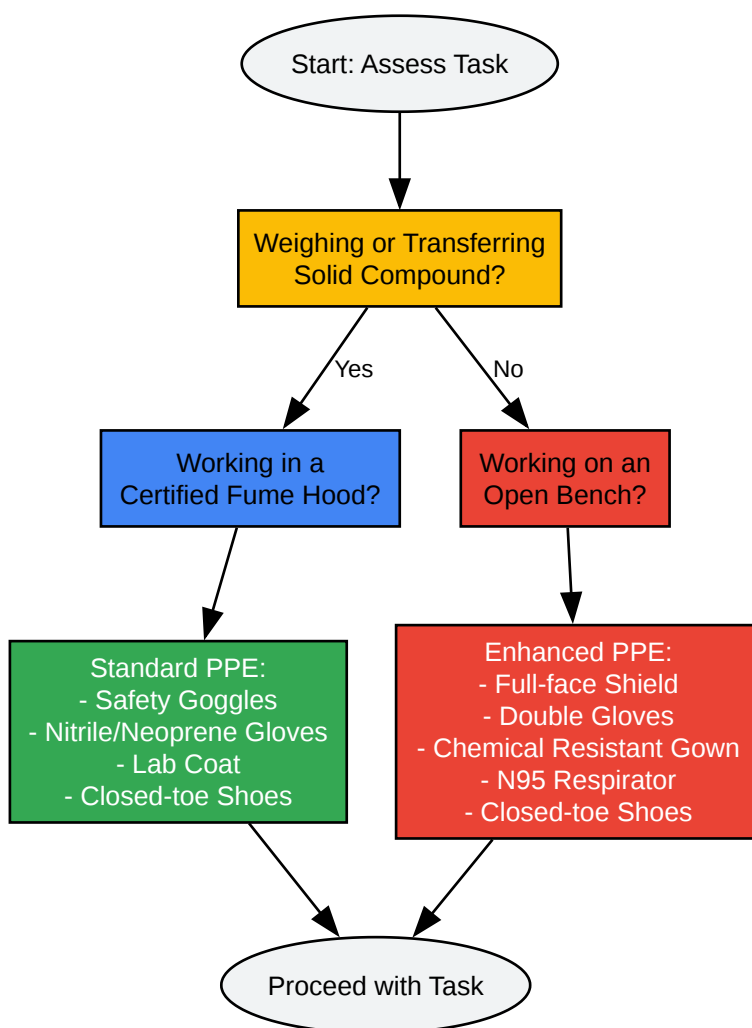 Start: Assess Task
Weighing or Transferring
Solid Compound?
Yes
No
Working in a
Certified Fume Hood?
Working on an
Open Bench?
Standard PPE:
- Safety Goggles
- Nitrile/Neoprene Gloves
- Lab Coat
- Closed-toe Shoes
Enhanced PPE:
- Full-face Shield
- Double Gloves
- Chemical Resistant Gown
- N95 Respirator
- Closed-toe Shoes
Proceed with Task